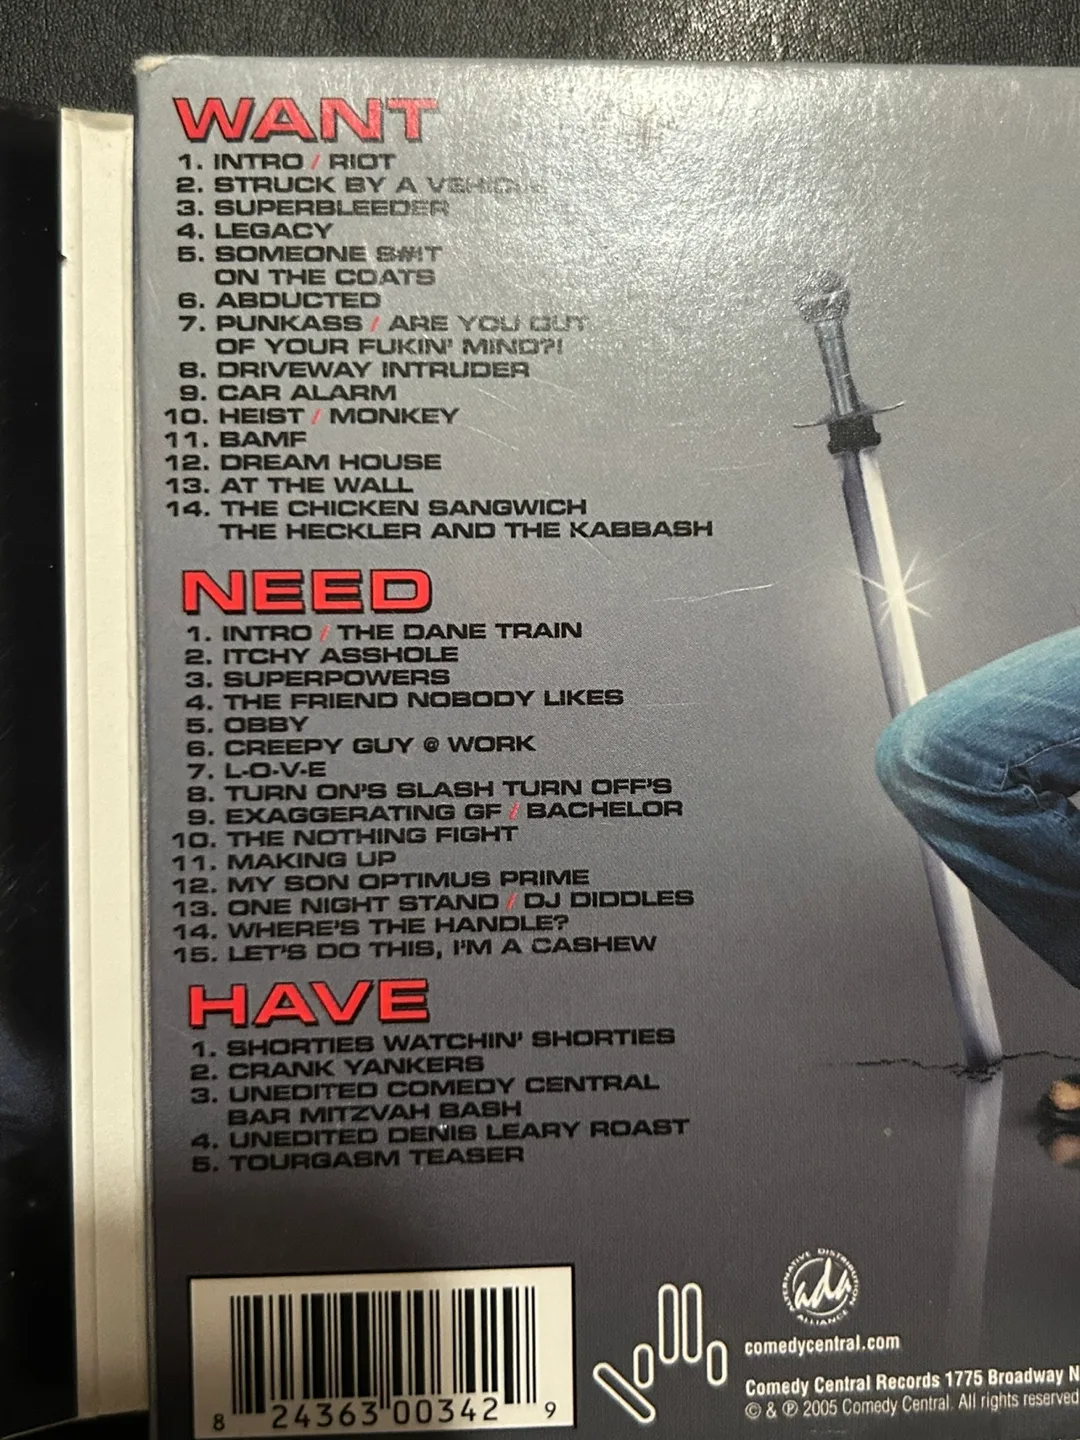 WANT
1. INTRO / RIOT
2. STRUCK BY A VEHICLE
3. SUPERBLEEDER
4. LEGACY
5. SOMEONE S#!T
ON THE COATS
6. ABDUCTED
7. PUNKASS / ARE YOU OUT
OF YOUR FUKIN' MIND?!
8. DRIVEWAY INTRUDER
9. CAR ALARM
10. HEIST / MONKEY
11. BAMF
12. DREAM HOUSE
13. AT THE WALL
14. THE CHICKEN SANGWICH
THE HECKLER AND THE KABBASH
NEED
1. INTRO / THE DANE TRAIN
2. ITCHY ASSHOLE
3. SUPERPOWERS
4. THE FRIEND NOBODY LIKES
5. OBBY
6. CREEPY GUY @ WORK
7. L-O-V-E
8. TURN ON'S SLASH TURN OFF'S
9. EXAGGERATING GF / BACHELOR
10. THE NOTHING FIGHT
11. MAKING UP
12. MY SON OPTIMUS PRIME
13. ONE NIGHT STAND / DJ DIDDLES
14. WHERE'S THE HANDLE?
15. LET'S DO THIS, I'M A CASHEW
HAVE
1. SHORTIES WATCHIN' SHORTIES
2. CRANK YANKERS
3. UNEDITED COMEDY CENTRAL
BAR MITZVAH BASH
4. UNEDITED DENIS LEARY ROAST
5. TOURGASM TEASER
8 24363 00342 9
ALTERNATIVE DISTRIBUTION ALLIANCE
ada
comedycentral.com
Comedy Central Records 1775 Broadway N
© & ℗ 2005 Comedy Central. All rights reserved